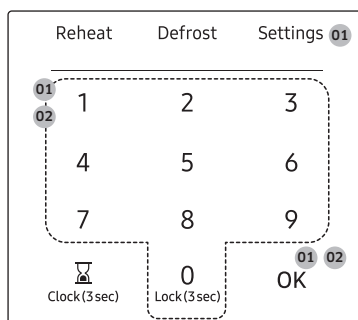 Reheat Defrost Settings 01
01
1 2 3
02
4 5 6
7 8 9
01 02
0 OK
Clock(3 sec) Lock(3 sec)